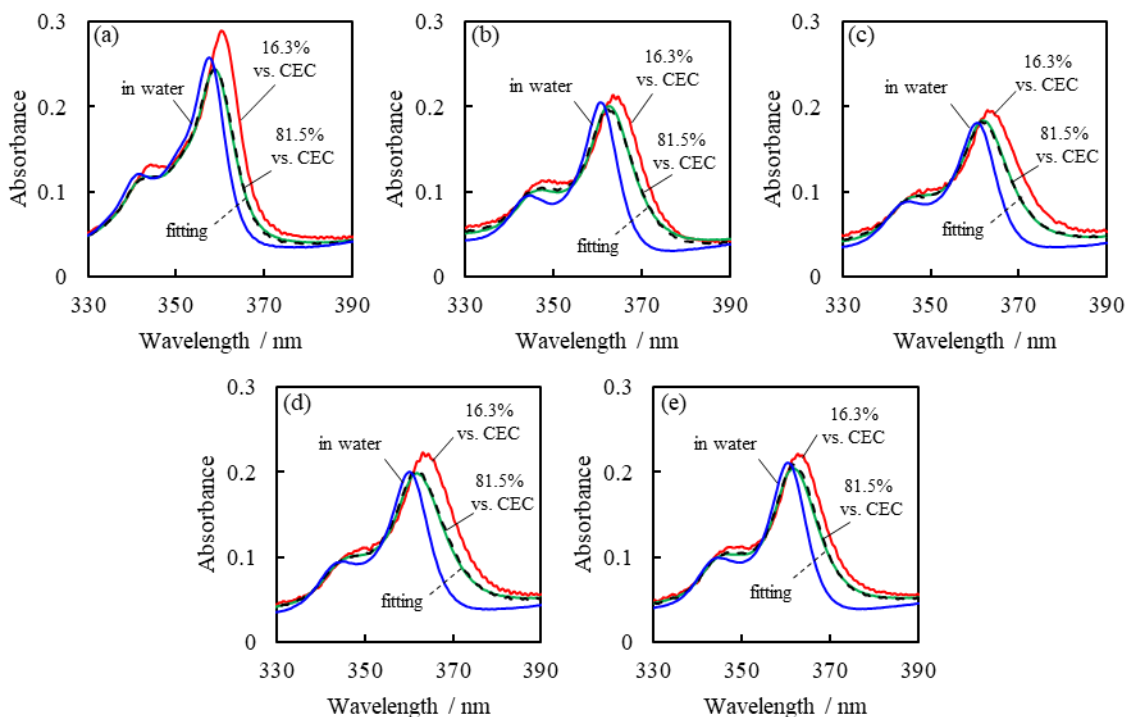 (a)
0.3
0.2
0.1
0
Absorbance
16.3%
vs. CEC
in water
81.5%
vs. CEC
fitting
330 350 370 390
Wavelength / nm
(b)
0.3
0.2
0.1
0
Absorbance
16.3%
vs. CEC
in water
81.5%
vs. CEC
fitting
330 350 370 390
Wavelength / nm
(c)
0.3
0.2
0.1
0
Absorbance
16.3%
vs. CEC
in water
81.5%
vs. CEC
fitting
330 350 370 390
Wavelength / nm
(d)
0.3
0.2
0.1
0
Absorbance
16.3%
vs. CEC
in water
81.5%
vs. CEC
fitting
330 350 370 390
Wavelength / nm
(e)
0.3
0.2
0.1
0
Absorbance
16.3%
vs. CEC
in water
81.5%
vs. CEC
fitting
330 350 370 390
Wavelength / nm